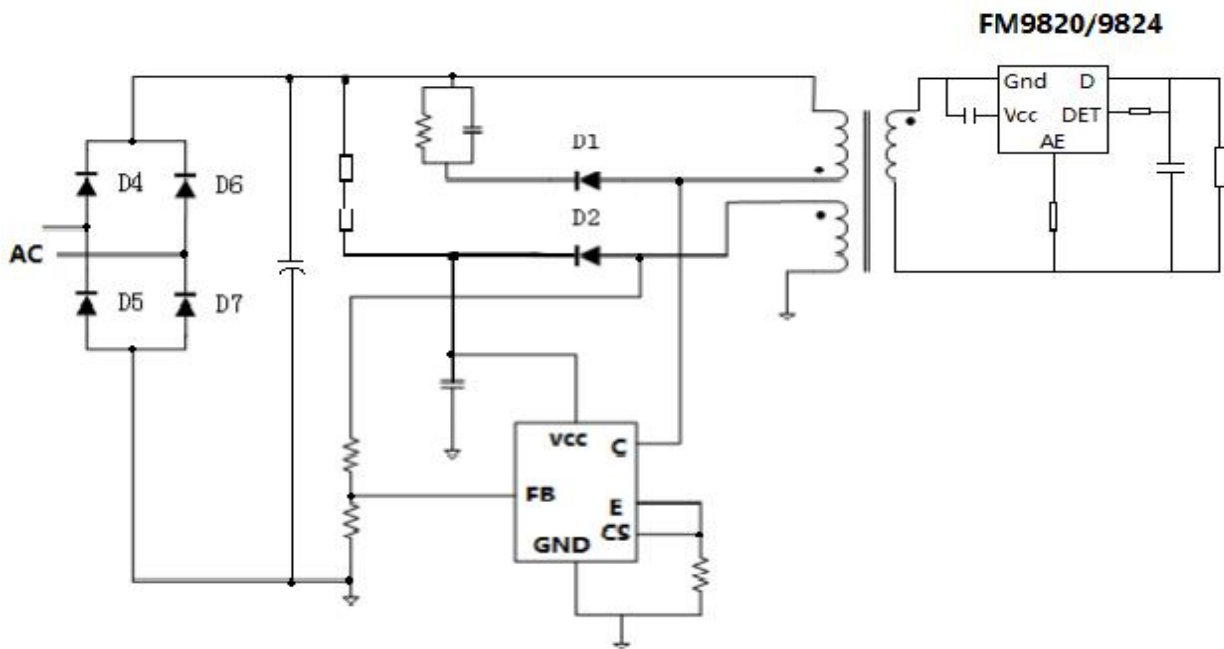 FM9820/9824
Gnd D
Vcc DET
AE
D1
D4 D6
D2
AC
D5 D7
vcc
C
FB
E
CS
GND